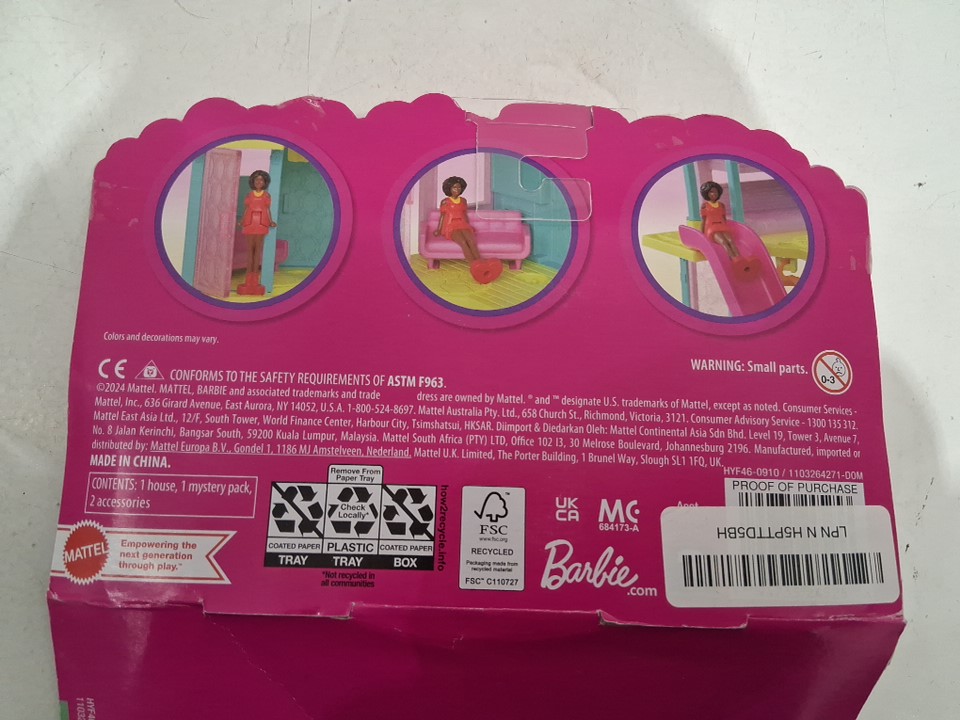 Colors and decorations may vary.
WARNING: Small parts.
0-3
CE CONFORMS TO THE SAFETY REQUIREMENTS OF ASTM F963.
©2024 Mattel. MATTEL, BARBIE and associated trademarks and trade dress are owned by Mattel. ® and ™ designate U.S. trademarks of Mattel, except as noted. Consumer Services -
Mattel, Inc., 636 Girard Avenue, East Aurora, NY 14052, U.S.A. 1-800-524-8697. Mattel Australia Pty. Ltd., 658 Church St., Richmond, Victoria, 3121. Consumer Advisory Service - 1300 135 312.
Mattel East Asia Ltd., 12/F, South Tower, World Finance Center, Harbour City, Tsimshatsui, HKSAR. Diimport & Diedarkan Oleh: Mattel Continental Asia Sdn Bhd. Level 19, Tower 3, Avenue 7,
No. 8 Jalan Kerinchi, Bangsar South, 59200 Kuala Lumpur, Malaysia. Mattel South Africa (PTY) LTD, Office 102 I3, 30 Melrose Boulevard, Johannesburg 2196. Manufactured, imported or
distributed by: Mattel Europa B.V., Gondel 1, 1186 MJ Amstelveen, Nederland. Mattel U.K. Limited, The Porter Building, 1 Brunel Way, Slough SL1 1FQ, UK.
MADE IN CHINA.
HYF46-0910 / 1103264271-DOM
PROOF OF PURCHASE
CONTENTS: 1 house, 1 mystery pack,
2 accessories
MATTEL
Empowering the
next generation
through play.™
Remove From
Paper Tray
Check
Locally*
COATED PAPER PLASTIC COATED PAPER
TRAY TRAY BOX
*Not recycled in
all communities
how2recycle.info
FSC
www.fsc.org
RECYCLED
Packaging made from
recycled material
FSC® C110727
UK
CA
MC
684173-A
Barbie.com
LPN N H5PTTD5BH